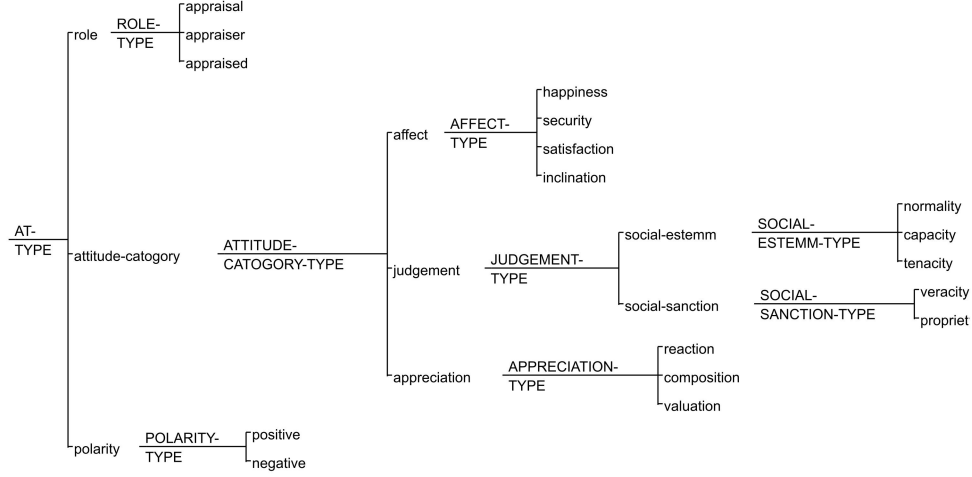 appraisal
role
ROLE-
TYPE
appraiser
appraised
happiness
affect
AFFECT-
TYPE
security
satisfaction
inclination
AT-
TYPE
attitude-catogory
ATTITUDE-
CATOGORY-TYPE
judgement
JUDGEMENT-
TYPE
social-estemm
SOCIAL-
ESTEMM-TYPE
normality
capacity
tenacity
social-sanction
SOCIAL-
SANCTION-TYPE
veracity
propriet
appreciation
APPRECIATION-
TYPE
reaction
composition
valuation
polarity
POLARITY-
TYPE
positive
negative